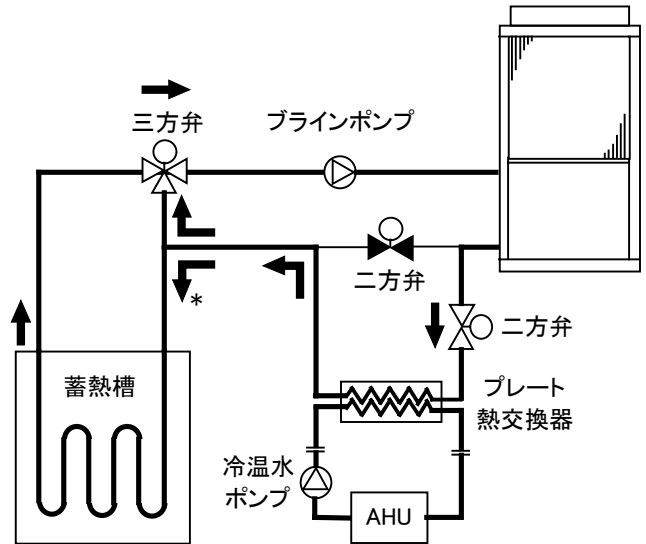 三方弁
ブラインポンプ
二方弁
*
二方弁
蓄熱槽
プレート
熱交換器
冷温水
ポンプ
AHU